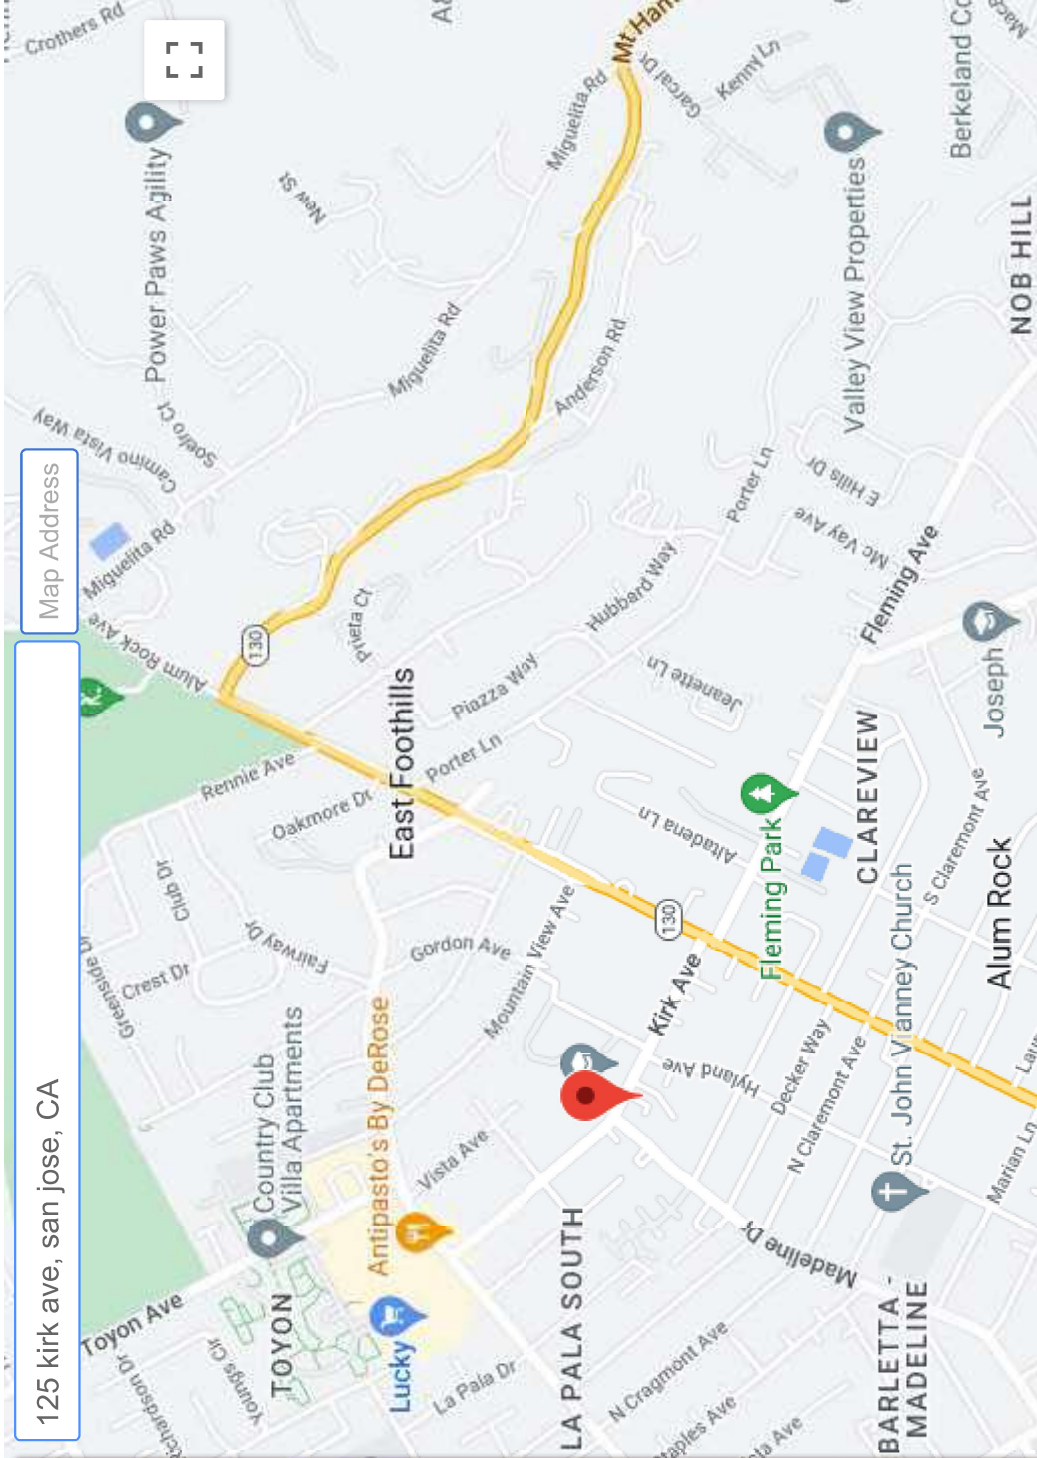 125 kirk ave, san jose, CA
Map Address
Crothers Rd
Power Paws Agility
New St
Miguelita Rd
Mt Ham
Garcal Dr
Kenny Ln
Berkeland Co
Valley View Properties
NOB HILL
Camino Vista Way
Soelro Ct
Miguelita Rd
Anderson Rd
Miguelita Rd
Alum Rock Ave
130
Prieta Ct
Hubbard Way
Porter Ln
E Hills Dr
Mc Vay Ave
Fleming Ave
Joseph
Rennie Ave
East Foothills
Piazza Way
Porter Ln
Jeanette Ln
Oakmore Dr
Altadena Ln
Fleming Park
CLAREVIEW
S Claremont Ave
Alum Rock
Club Dr
Fairway Dr
Greenside Dr
Crest Dr
Gordon Ave
Mountain View Ave
130
Kirk Ave
Hyland Ave
Decker Way
N Claremont Ave
St. John Vianney Church
Country Club
Villa Apartments
Antipasto's By DeRose
Vista Ave
Marian Ln
Toyon Ave
TOYON
Youngs Cir
Lucky
La Pala Dr
LA PALA SOUTH
Madeline Dr
N Cragmont Ave
BARLETTA -
MADELINE